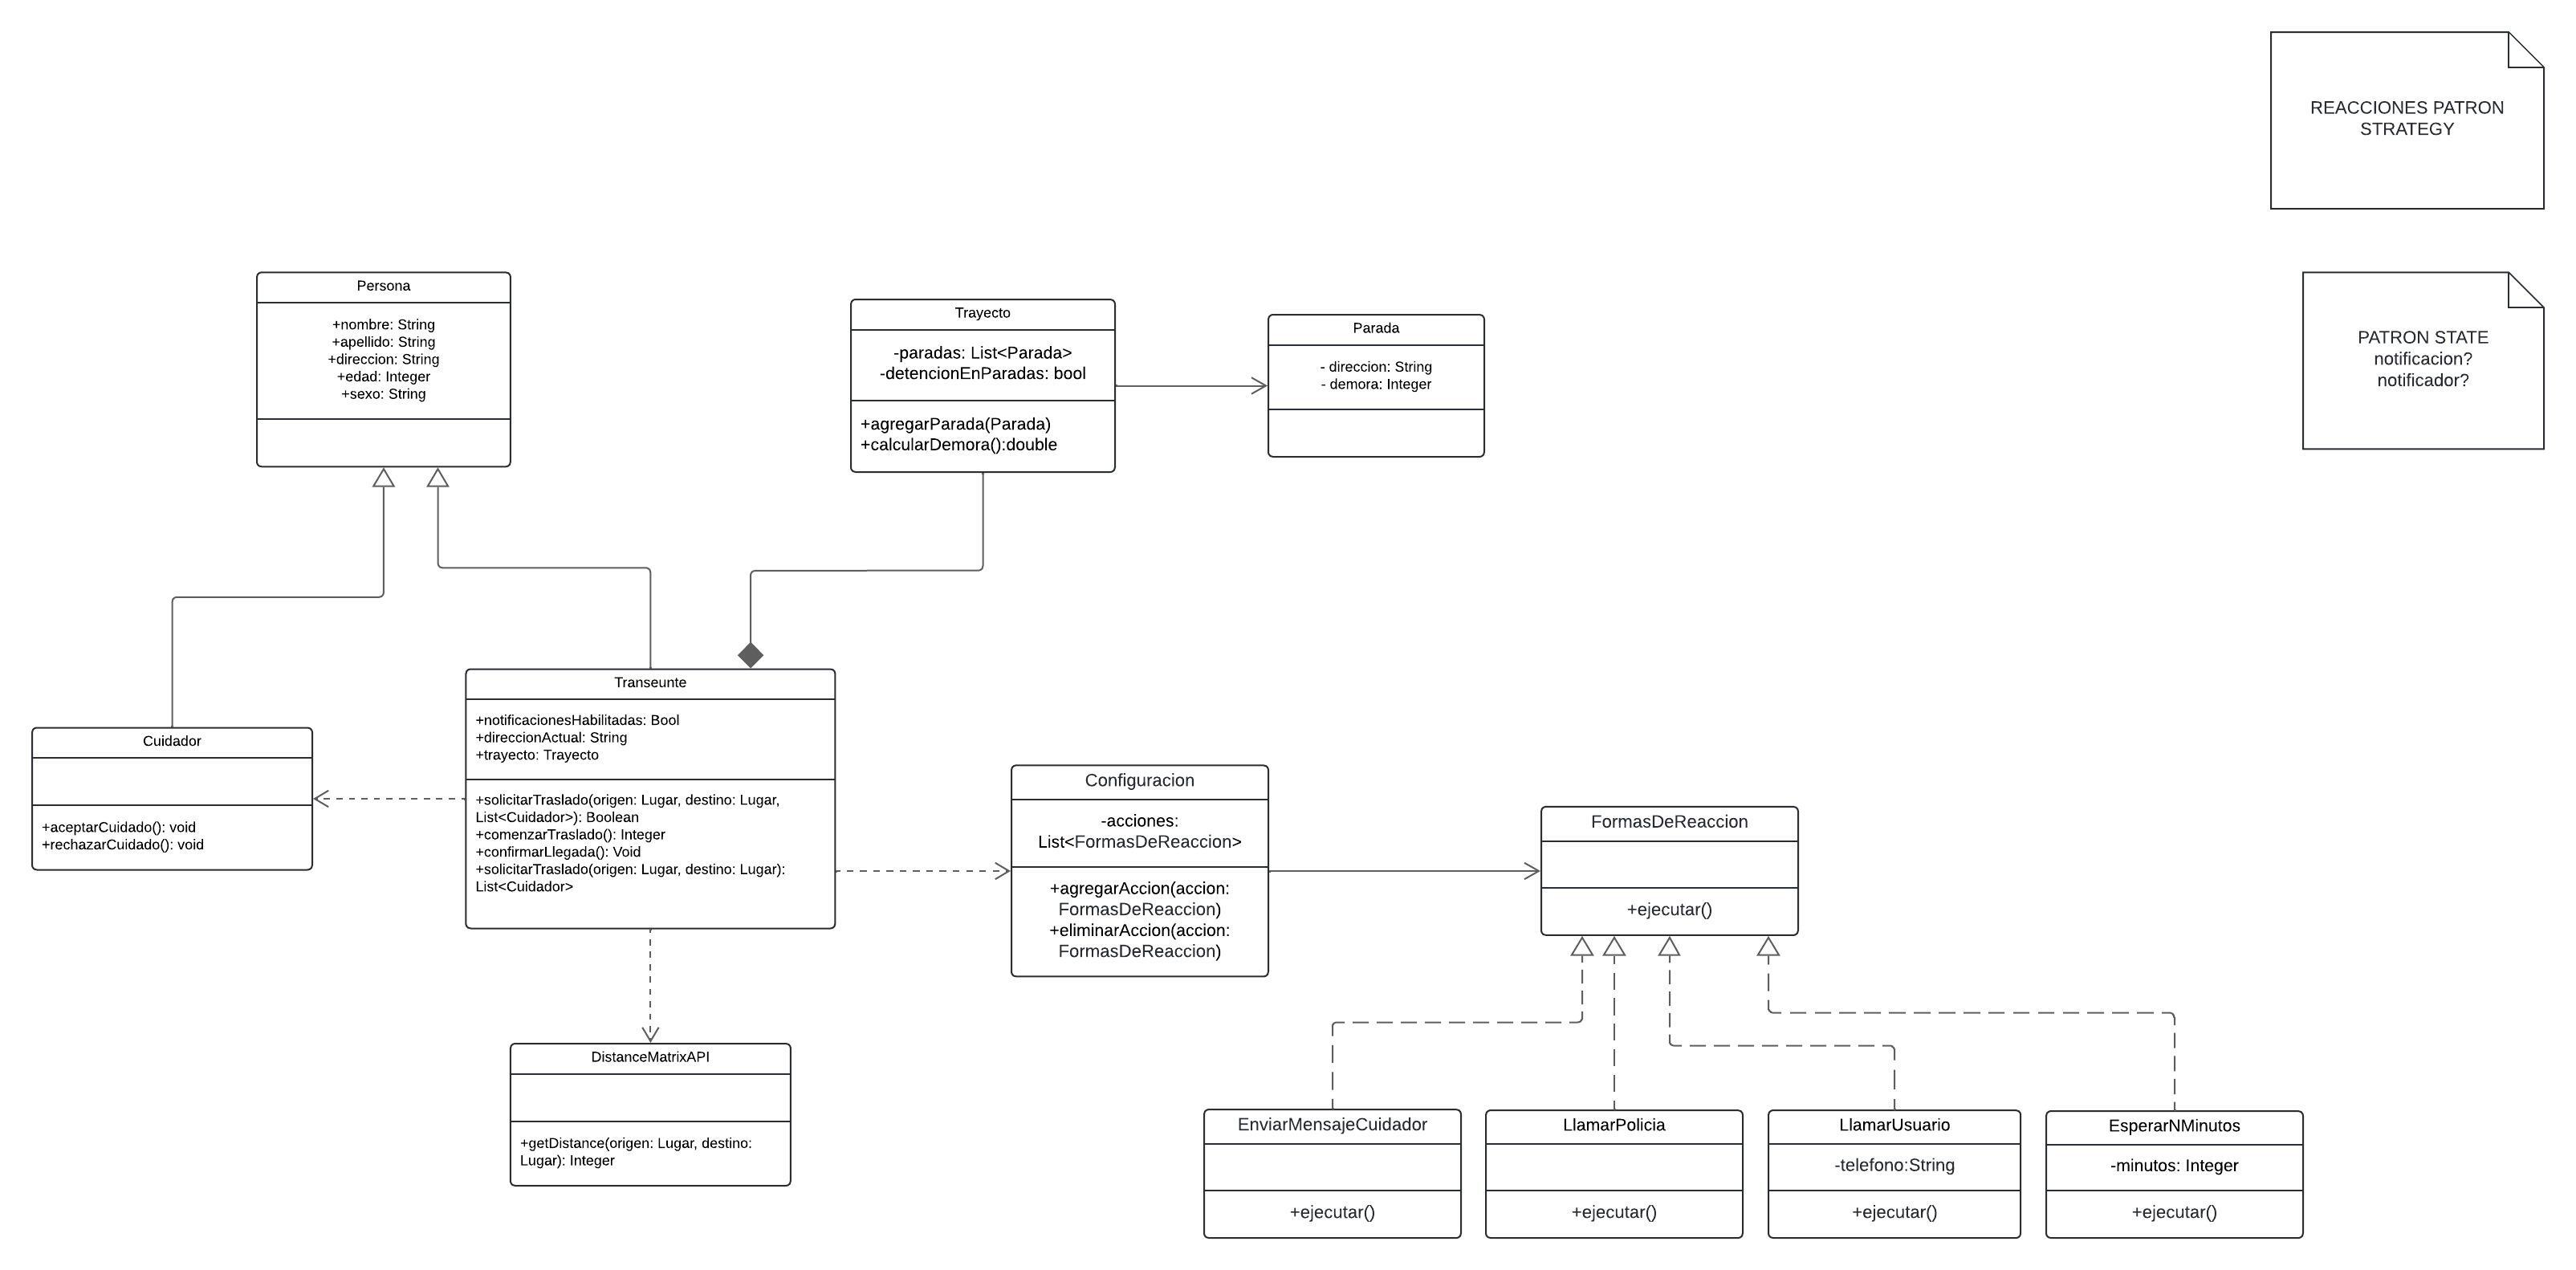 REACCIONES PATRON
STRATEGY
PATRON STATE
notificacion?
notificador?
Persona
+nombre: String
+apellido: String
+direccion: String
+edad: Integer
+sexo: String
Trayecto
-paradas: List<Parada>
-detencionEnParadas: bool
+agregarParada(Parada)
+calcularDemora():double
Parada
- direccion: String
- demora: Integer
Transeunte
+notificacionesHabilitadas: Bool
+direccionActual: String
+trayecto: Trayecto
+solicitarTraslado(origen: Lugar, destino: Lugar,
List<Cuidador>): Boolean
+comenzarTraslado(): Integer
+confirmarLlegada(): Void
+solicitarTraslado(origen: Lugar, destino: Lugar):
List<Cuidador>
Cuidador
+aceptarCuidado(): void
+rechazarCuidado(): void
Configuracion
-acciones:
List<FormasDeReaccion>
+agregarAccion(accion:
FormasDeReaccion)
+eliminarAccion(accion:
FormasDeReaccion)
FormasDeReaccion
+ejecutar()
DistanceMatrixAPI
+getDistance(origen: Lugar, destino:
Lugar): Integer
EnviarMensajeCuidador
+ejecutar()
LlamarPolicia
+ejecutar()
LlamarUsuario
-telefono:String
+ejecutar()
EsperarNMinutos
-minutos: Integer
+ejecutar()